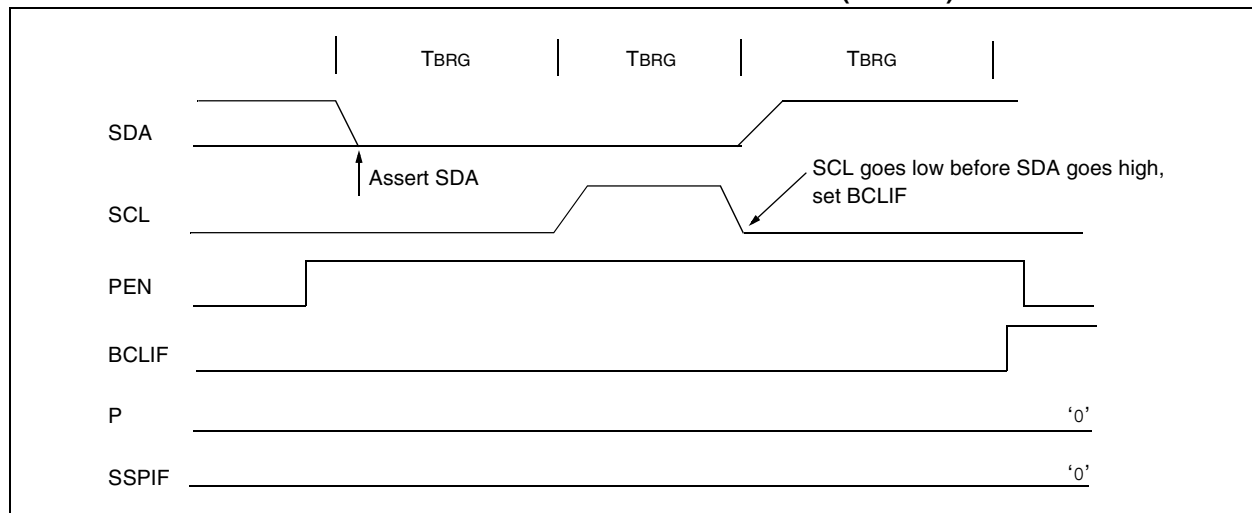 TBRG TBRG TBRG
SDA
Assert SDA
SCL goes low before SDA goes high,
set BCLIF
SCL
PEN
BCLIF
P
‘0’
SSPIF
‘0’